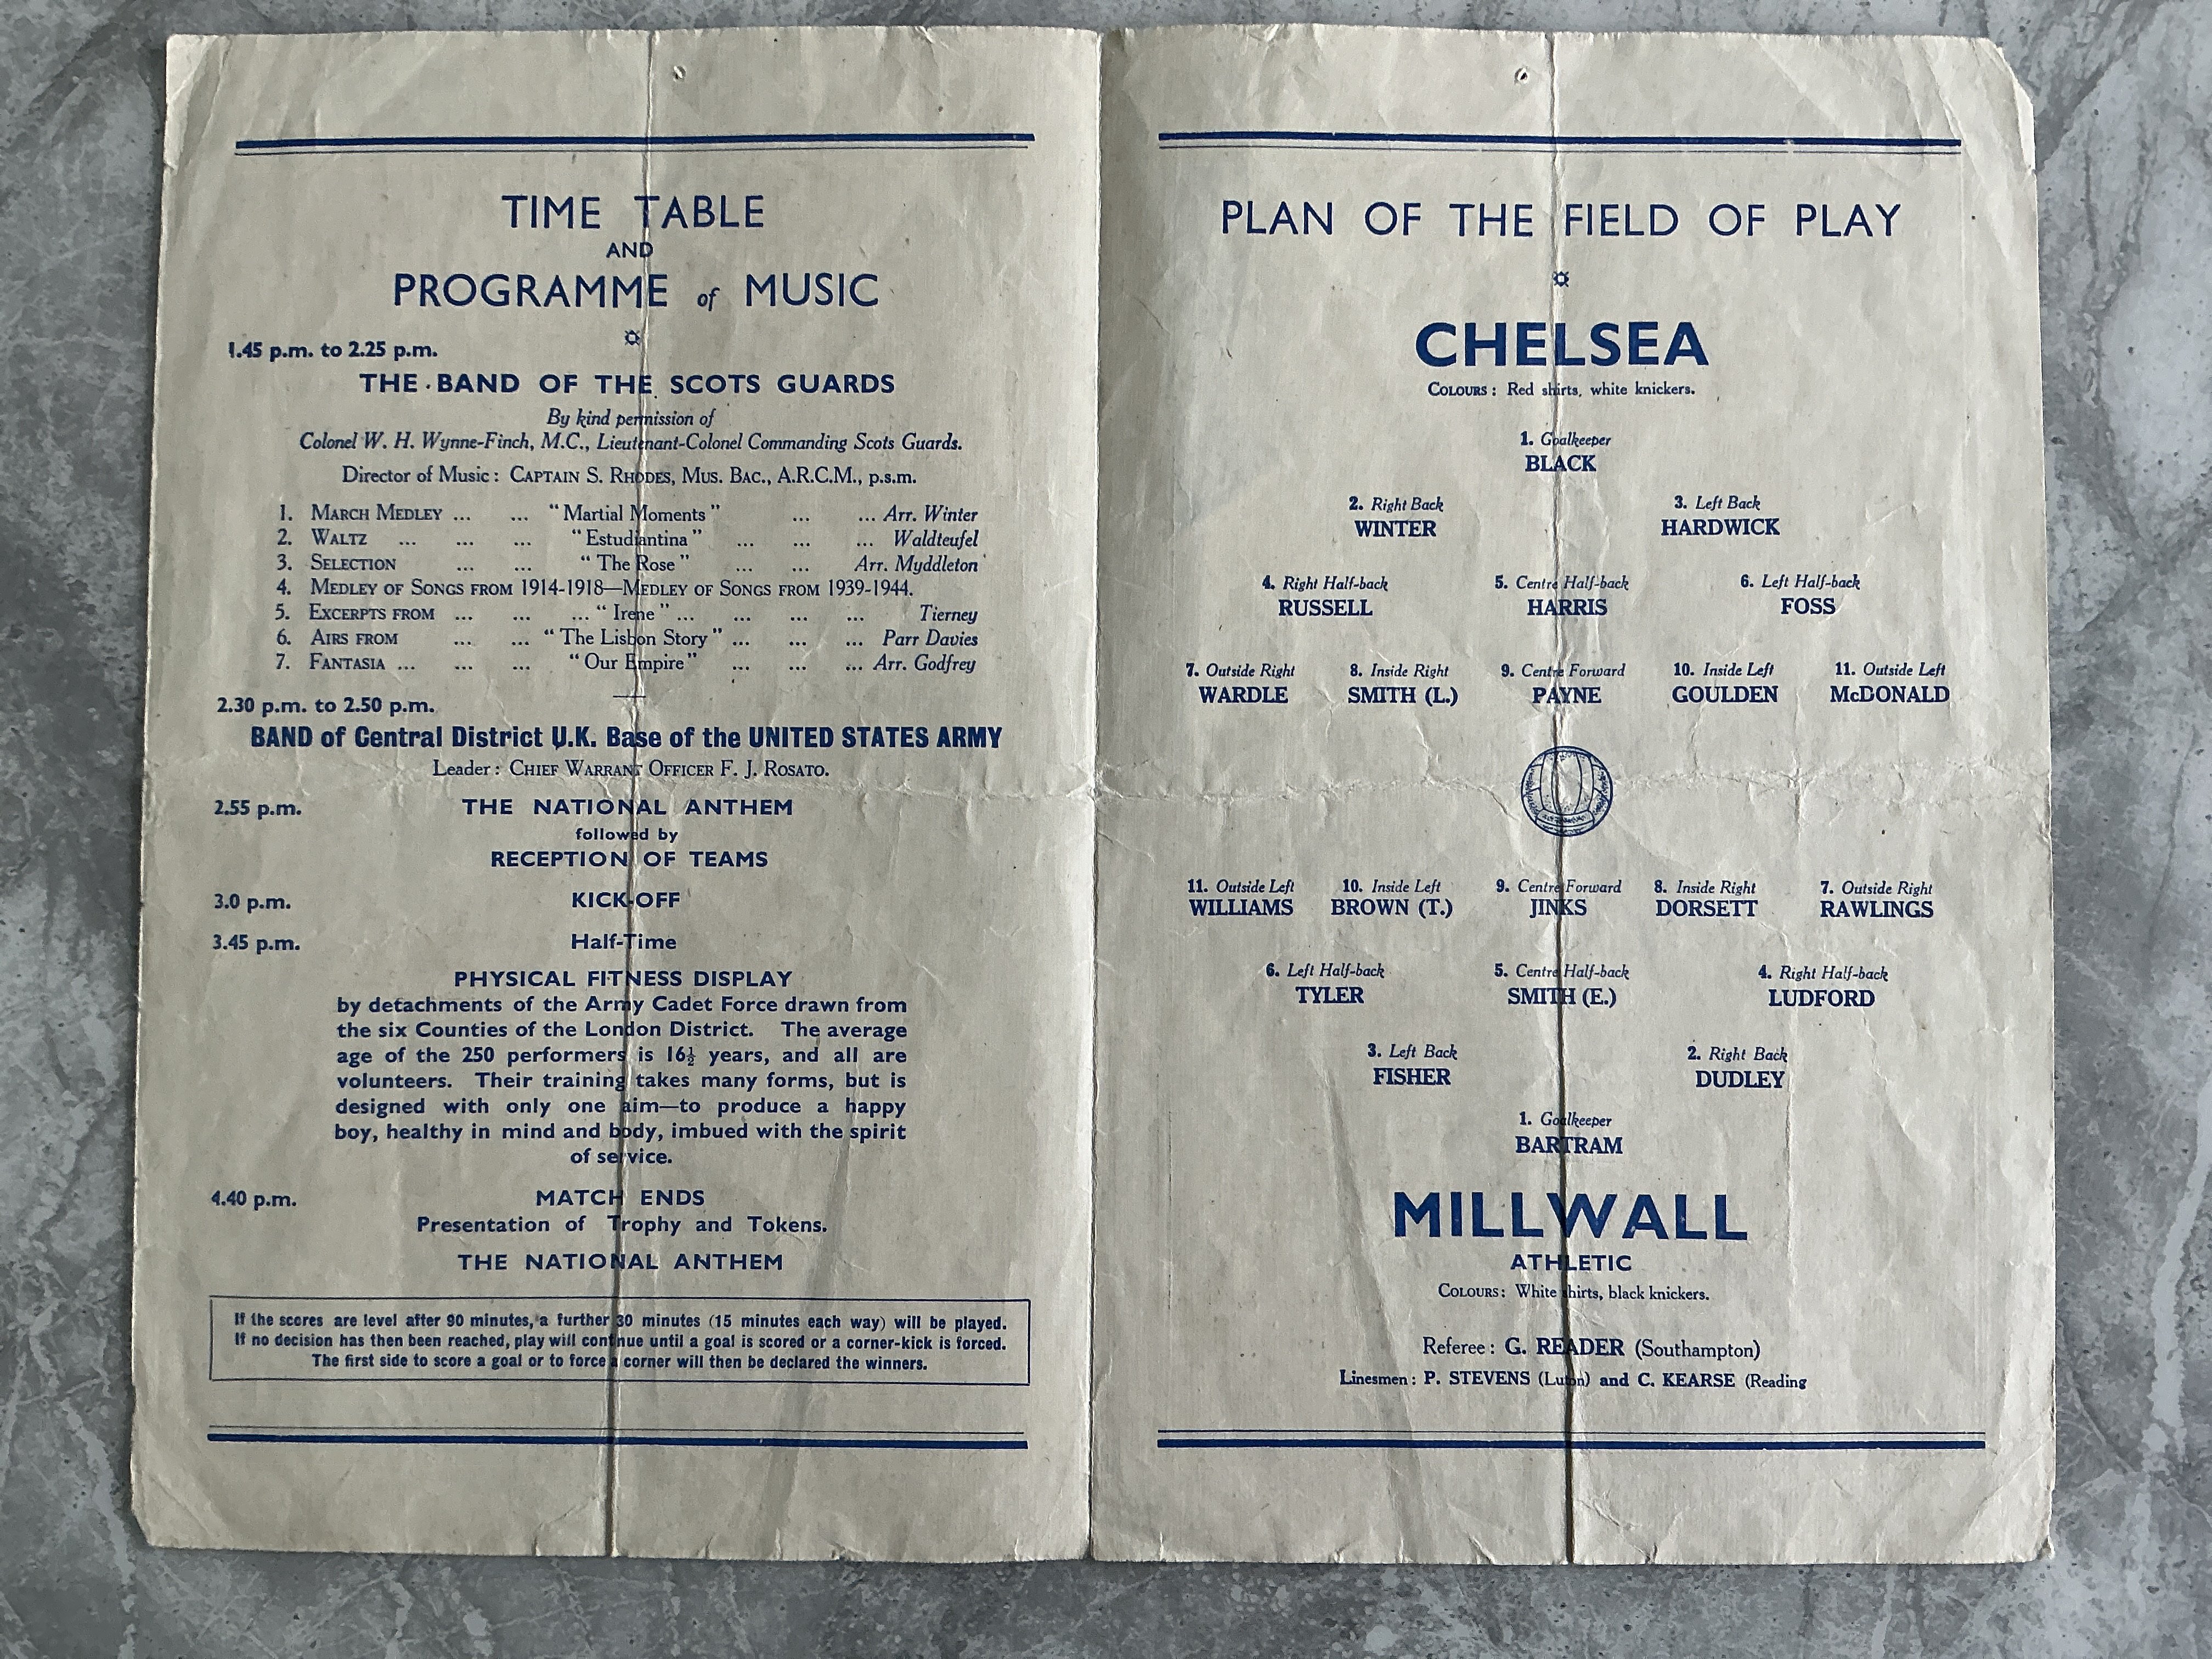 TIME TABLE
AND
PROGRAMME of MUSIC
1.45 p.m. to 2.25 p.m.
THE BAND OF THE SCOTS GUARDS
By kind permission of
Colonel W. H. Wynne-Finch, M.C., Lieutenant-Colonel Commanding Scots Guards.
Director of Music : CAPTAIN S. RHODES, MUS. BAC., A.R.C.M., p.s.m.
1. MARCH MEDLEY ... ... "Martial Moments" ... ... Arr. Winter
2. WALTZ ... ... ... "Estudiantina" ... ... ... Waldteufel
3. SELECTION ... ... "The Rose" ... ... Arr. Myddleton
4. MEDLEY OF SONGS FROM 1914-1918—MEDLEY OF SONGS FROM 1939-1944.
5. EXCERPTS FROM ... ... ... "Irene" ... ... ... ... Tierney
6. AIRS FROM ... ... "The Lisbon Story" ... ... ... Parr Davies
7. FANTASIA ... ... ... "Our Empire" ... ... ... Arr. Godfrey
2.30 p.m. to 2.50 p.m.
BAND of Central District U.K. Base of the UNITED STATES ARMY
Leader : CHIEF WARRANT OFFICER F. J. ROSATO.
2.55 p.m. THE NATIONAL ANTHEM
followed by
RECEPTION OF TEAMS
3.0 p.m. KICK-OFF
3.45 p.m. Half-Time
PHYSICAL FITNESS DISPLAY
by detachments of the Army Cadet Force drawn from
the six Counties of the London District. The average
age of the 250 performers is 16½ years, and all are
volunteers. Their training takes many forms, but is
designed with only one aim—to produce a happy
boy, healthy in mind and body, imbued with the spirit
of service.
4.40 p.m. MATCH ENDS
Presentation of Trophy and Tokens.
THE NATIONAL ANTHEM
If the scores are level after 90 minutes, a further 30 minutes (15 minutes each way) will be played.
If no decision has then been reached, play will continue until a goal is scored or a corner-kick is forced.
The first side to score a goal or to force a corner will then be declared the winners.
PLAN OF THE FIELD OF PLAY
CHELSEA
COLOURS : Red shirts, white knickers.
1. Goalkeeper
BLACK
2. Right Back 3. Left Back
WINTER HARDWICK
4. Right Half-back 5. Centre Half-back 6. Left Half-back
RUSSELL HARRIS FOSS
7. Outside Right 8. Inside Right 9. Centre Forward 10. Inside Left 11. Outside Left
WARDLE SMITH (L.) PAYNE GOULDEN McDONALD
11. Outside Left 10. Inside Left 9. Centre Forward 8. Inside Right 7. Outside Right
WILLIAMS BROWN (T.) JINKS DORSETT RAWLINGS
6. Left Half-back 5. Centre Half-back 4. Right Half-back
TYLER SMITH (E.) LUDFORD
3. Left Back 2. Right Back
FISHER DUDLEY
1. Goalkeeper
BARTRAM
MILLWALL
ATHLETIC
COLOURS : White shirts, black knickers.
Referee : G. READER (Southampton)
Linesmen : P. STEVENS (Luton) and C. KEARSE (Reading